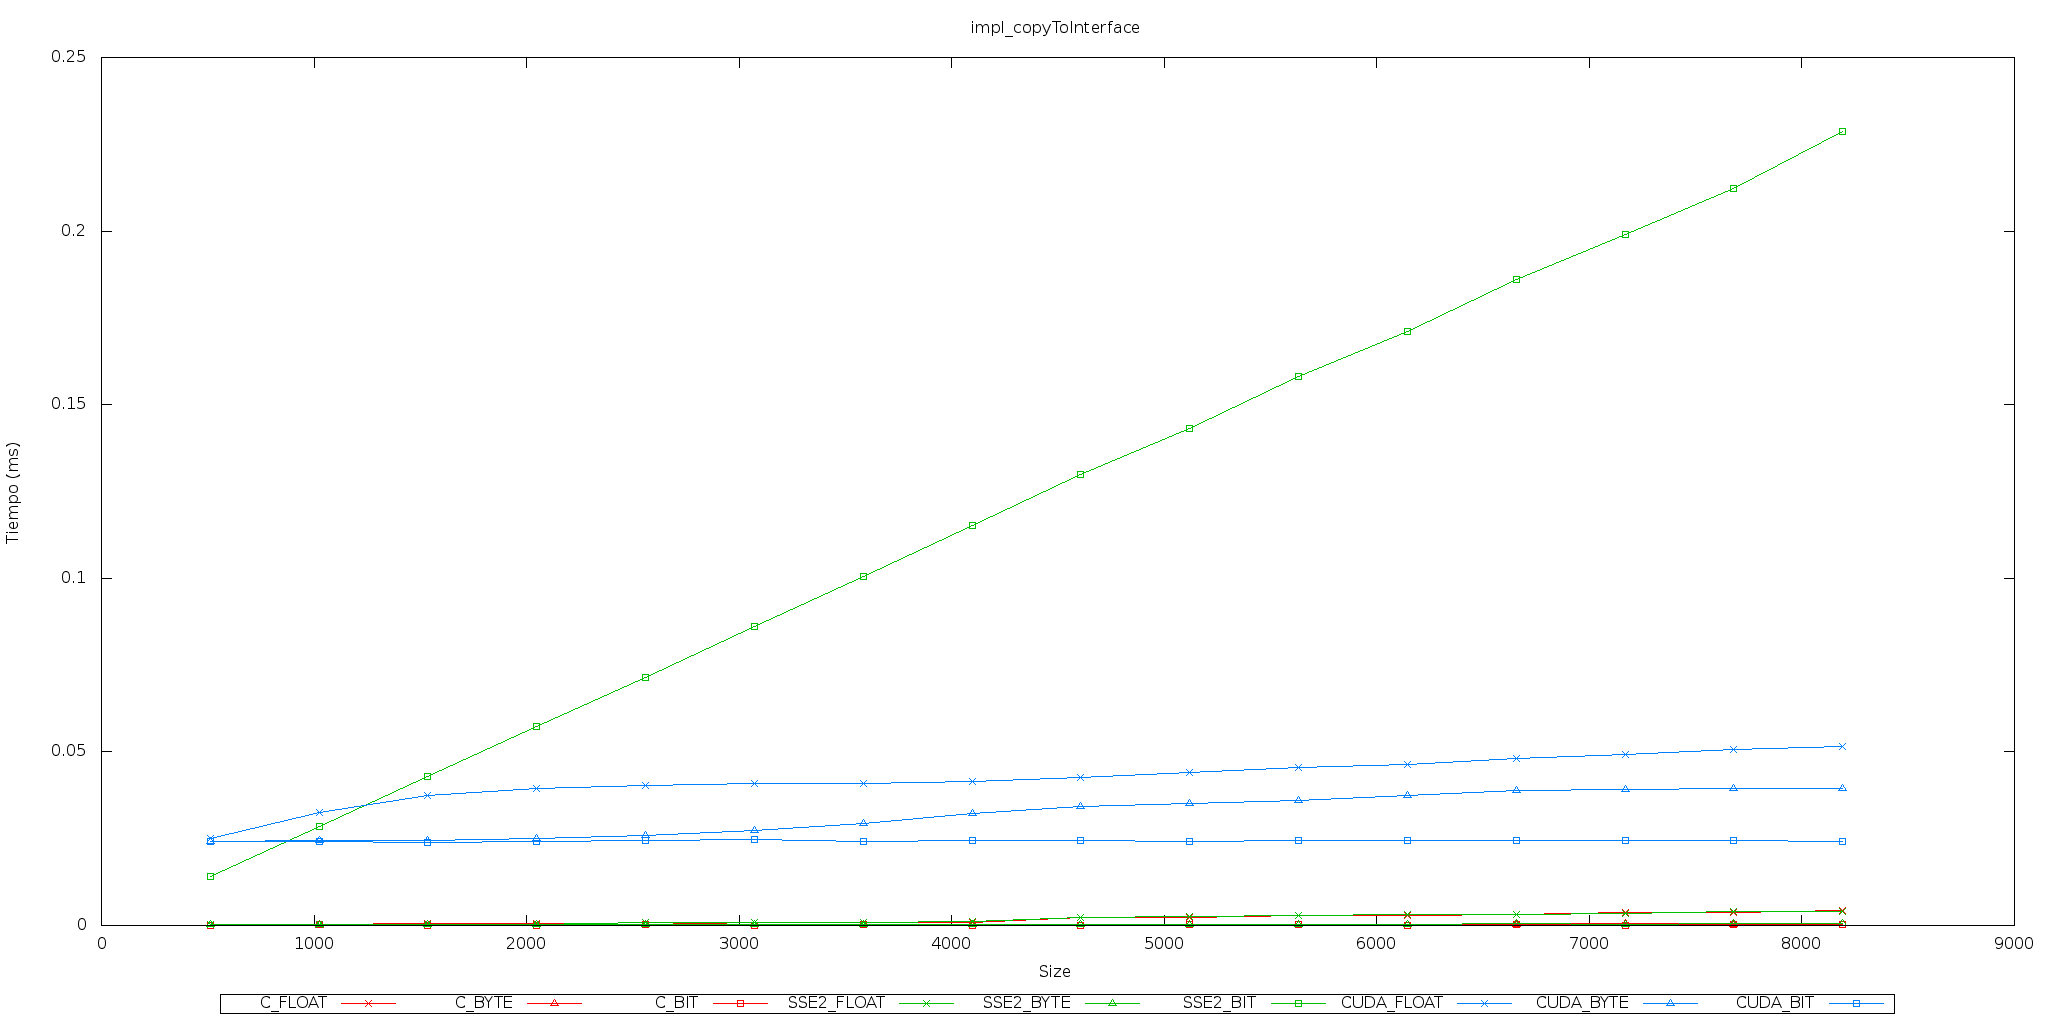 impl_copyToInterface
0.25
0.2
0.15
0.1
0.05
0
Tiempo (ms)
0 1000 2000 3000 4000 5000 6000 7000 8000 9000
Size
C_FLOAT C_BYTE C_BIT SSE2_FLOAT SSE2_BYTE SSE2_BIT CUDA_FLOAT CUDA_BYTE CUDA_BIT